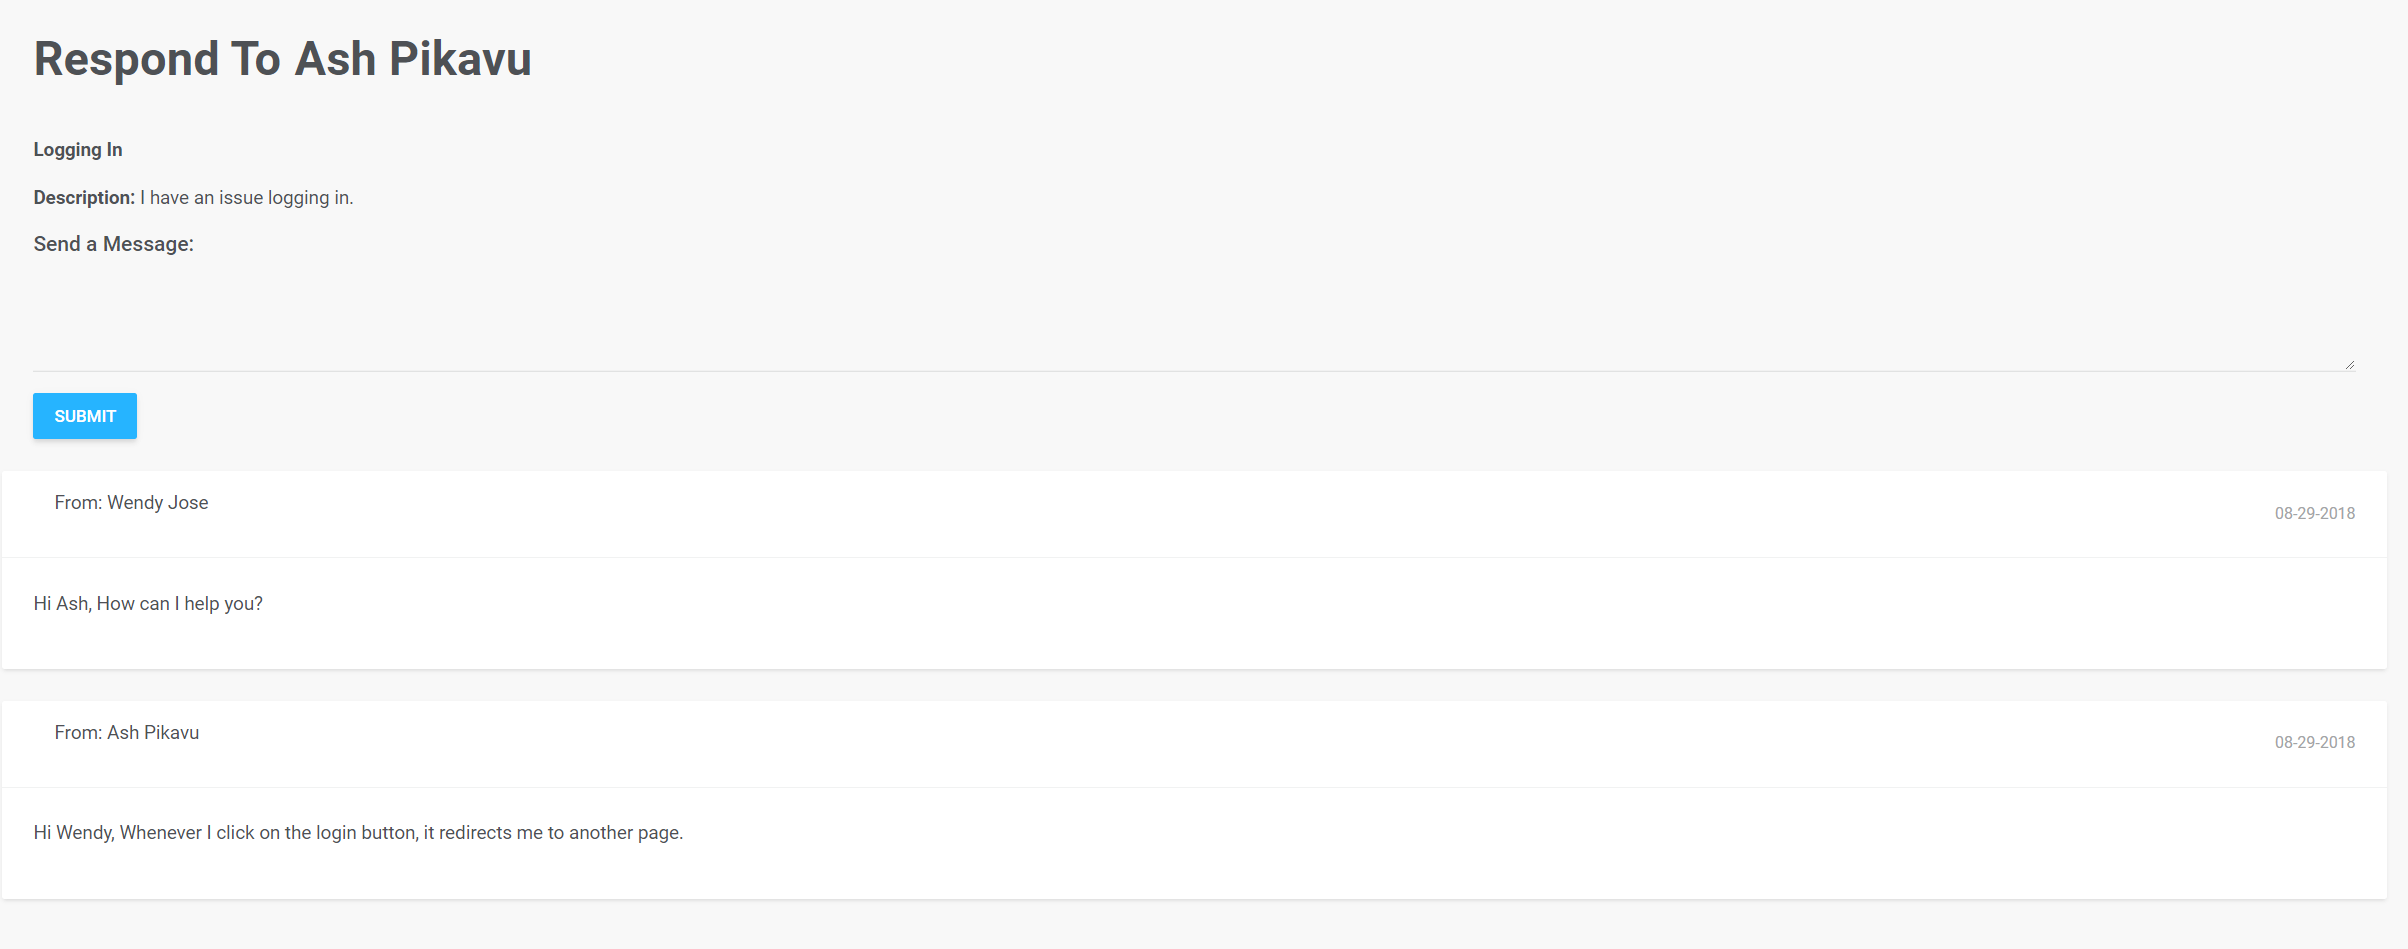 Respond To Ash Pikavu
Logging In
Description: I have an issue logging in.
Send a Message:
SUBMIT
From: Wendy Jose
08-29-2018
Hi Ash, How can I help you?
From: Ash Pikavu
08-29-2018
Hi Wendy, Whenever I click on the login button, it redirects me to another page.